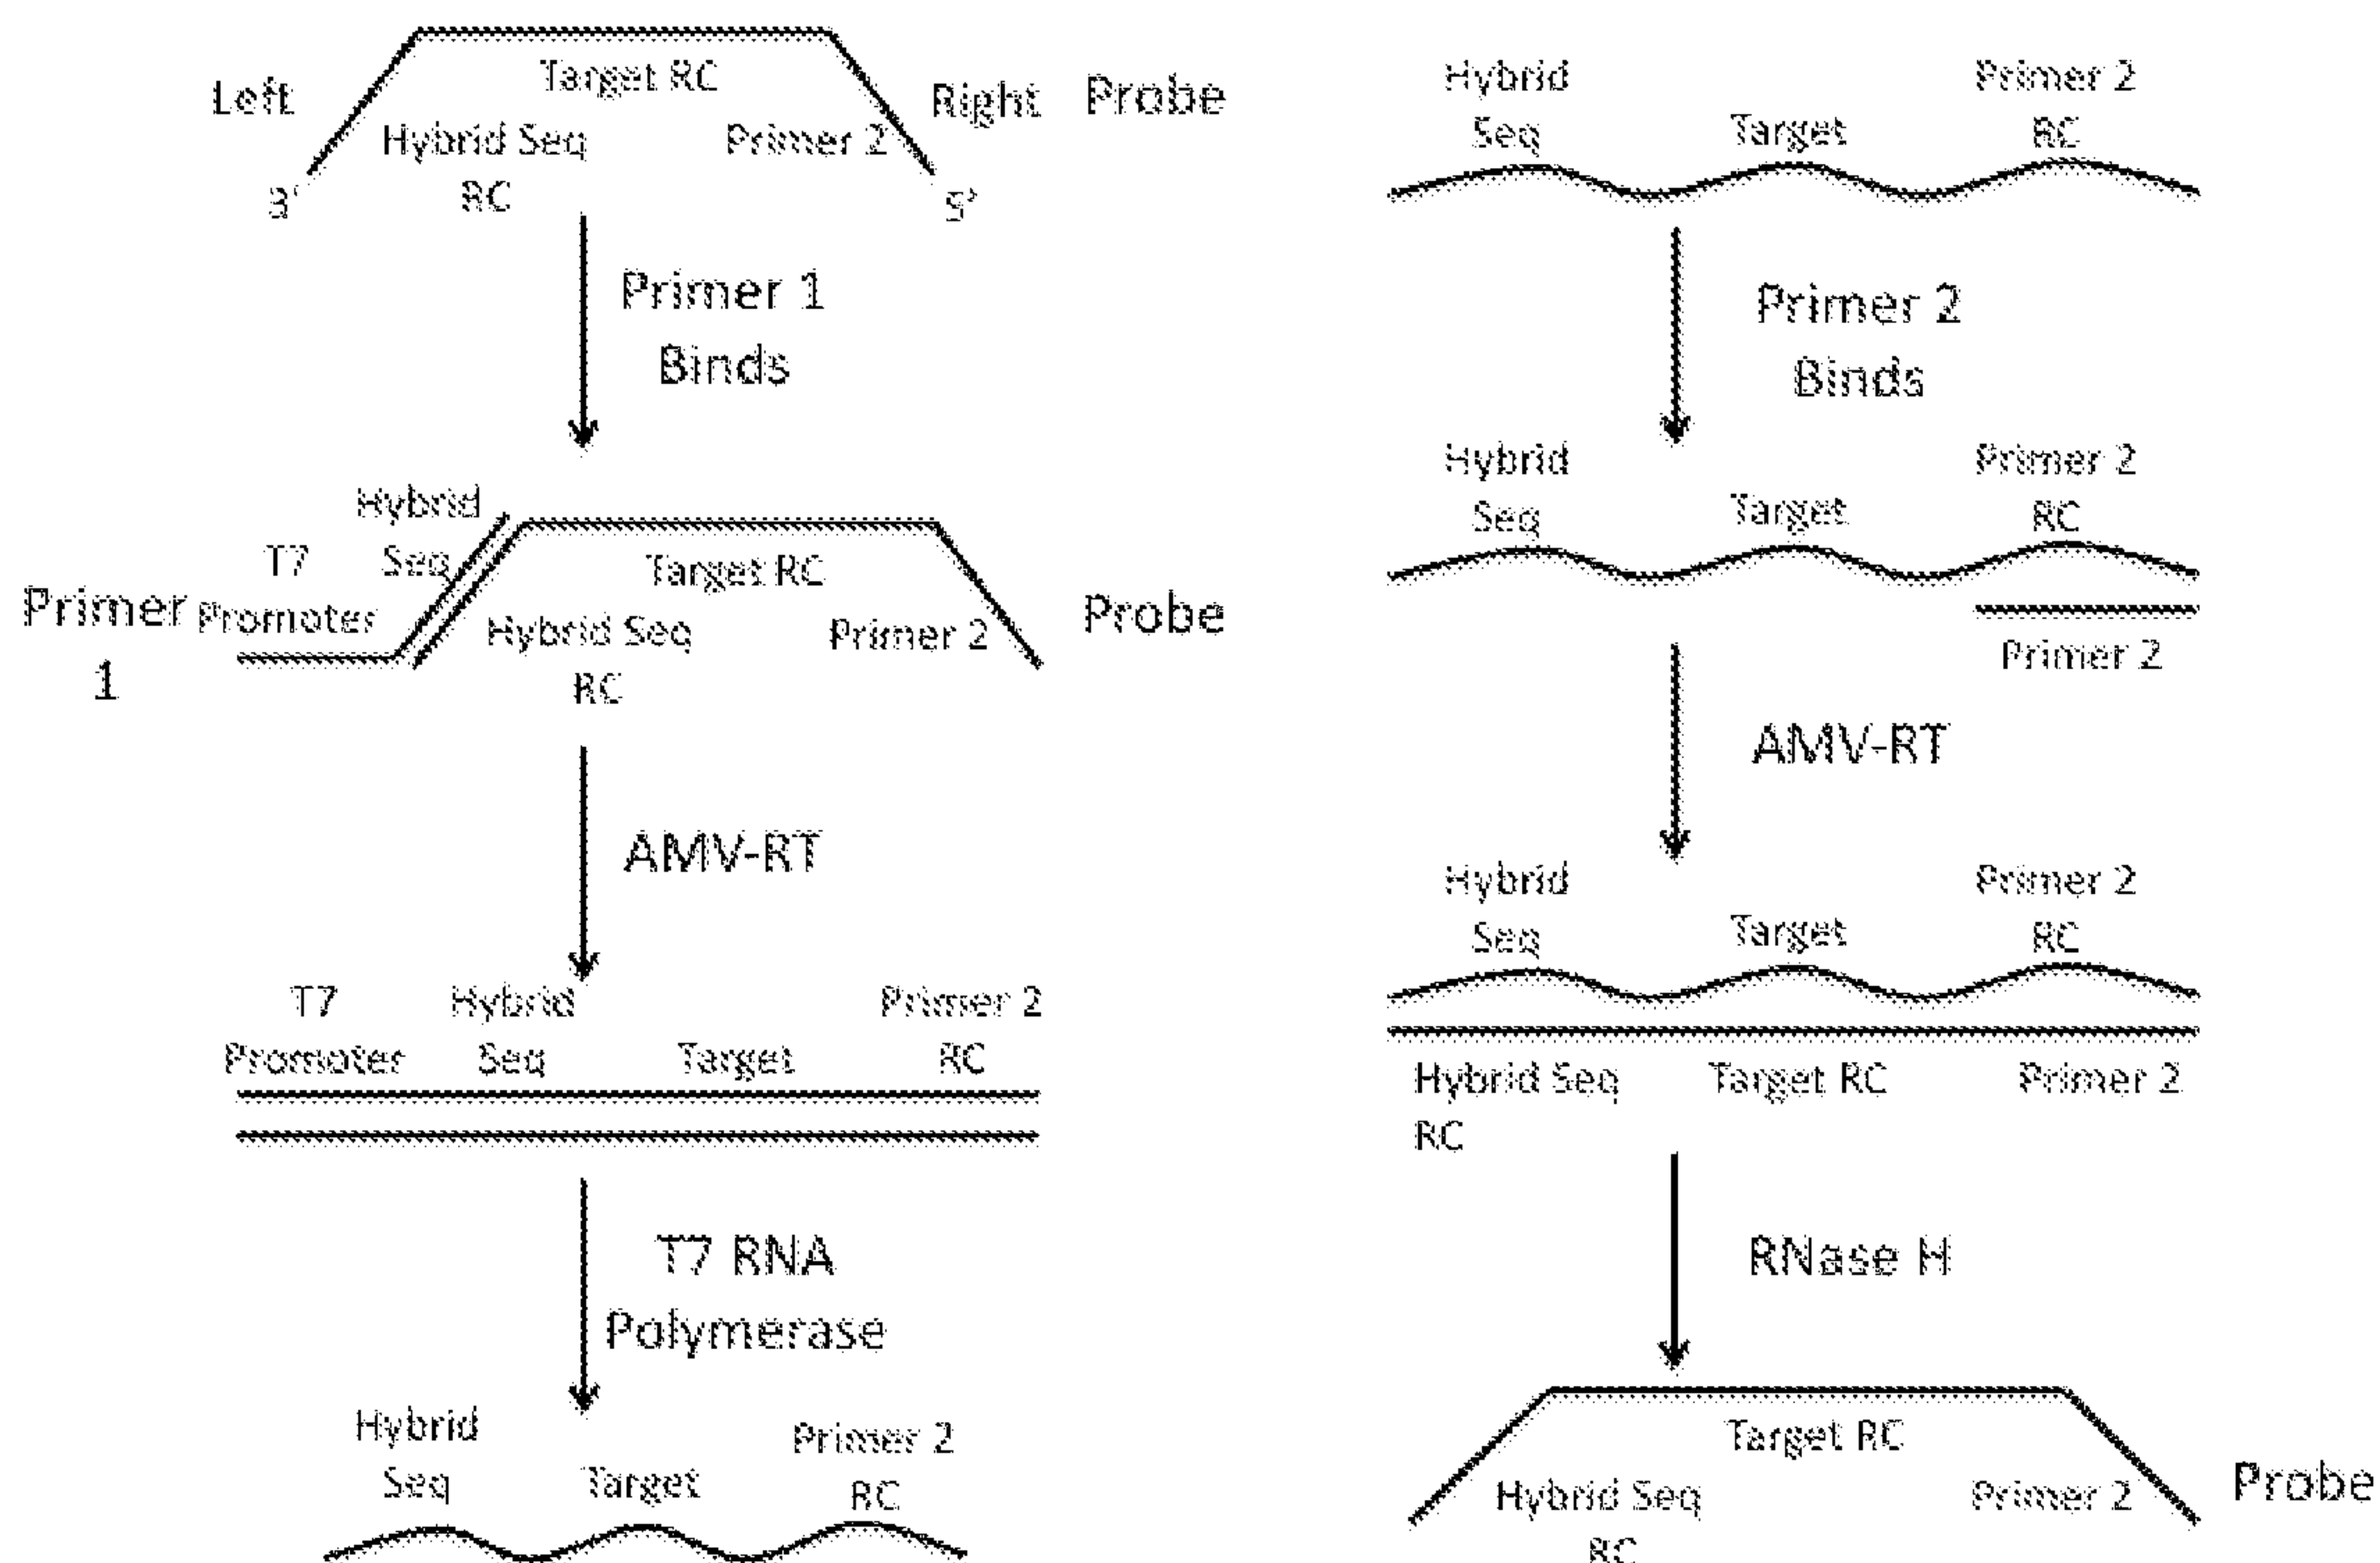 Left
Target RC
Right
Probe
Hybrid Seq
RC
Primer 2
3'
5'
Primer 1
Binds
Hybrid
Seq
T7
Promoter
Primer
1
Target RC
Hybrid Seq
RC
Primer 2
Probe
AMV-RT
T7
Promoter
Hybrid
Seq
Target
Primer 2
RC
T7 RNA
Polymerase
Hybrid
Seq
Target
Primer 2
RC
Hybrid
Seq
Target
Primer 2
RC
Primer 2
Binds
Hybrid
Seq
Target
Primer 2
RC
Primer 2
AMV-RT
Hybrid
Seq
Target
Primer 2
RC
Hybrid Seq
RC
Target RC
Primer 2
RNase H
Target RC
Hybrid Seq
RC
Primer 2
Probe